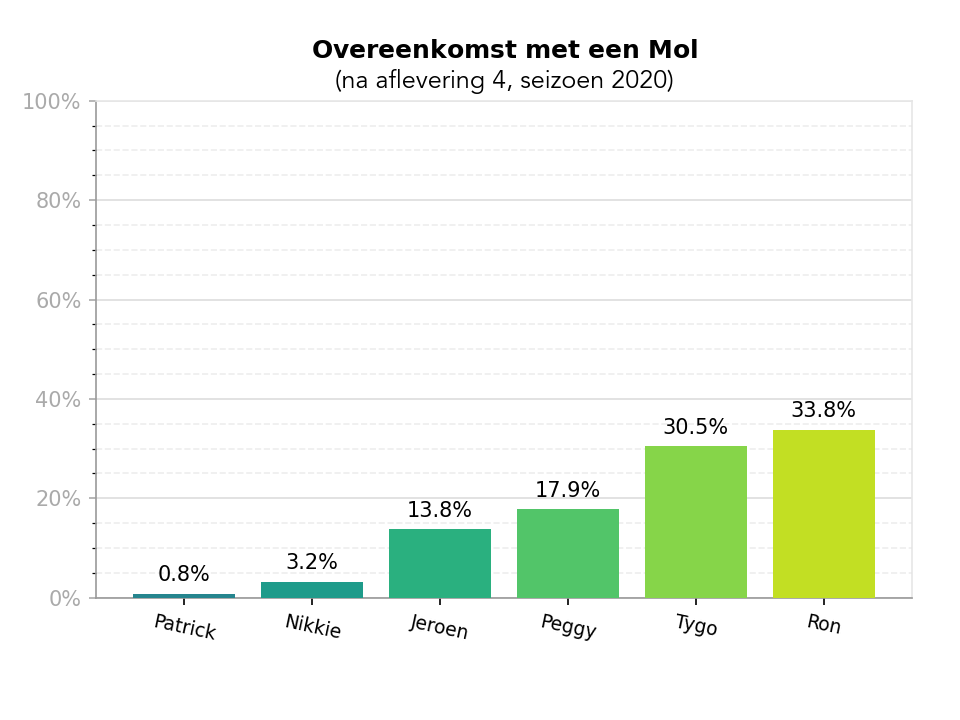 Overeenkomst met een Mol
(na aflevering 4, seizoen 2020)
100%
80%
60%
40%
20%
0%
0.8%
3.2%
13.8%
17.9%
30.5%
33.8%
Patrick
Nikkie
Jeroen
Peggy
Tygo
Ron